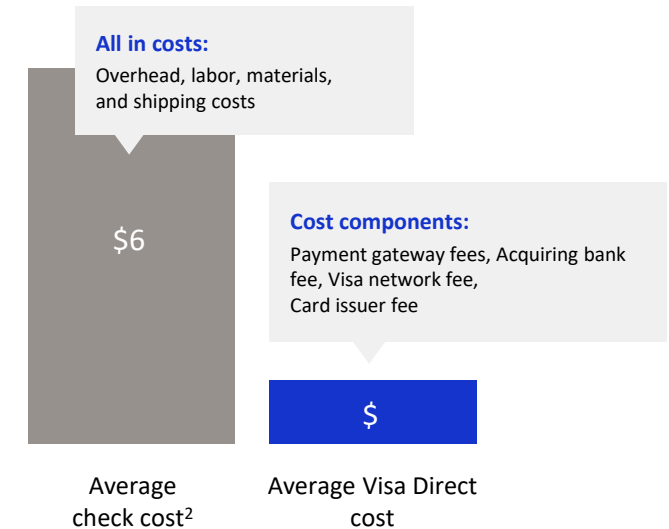 All in costs:
Overhead, labor, materials,
and shipping costs
$6
Cost components:
Payment gateway fees, Acquiring bank
fee, Visa network fee,
Card issuer fee
$
Average
check cost²
Average Visa Direct
cost